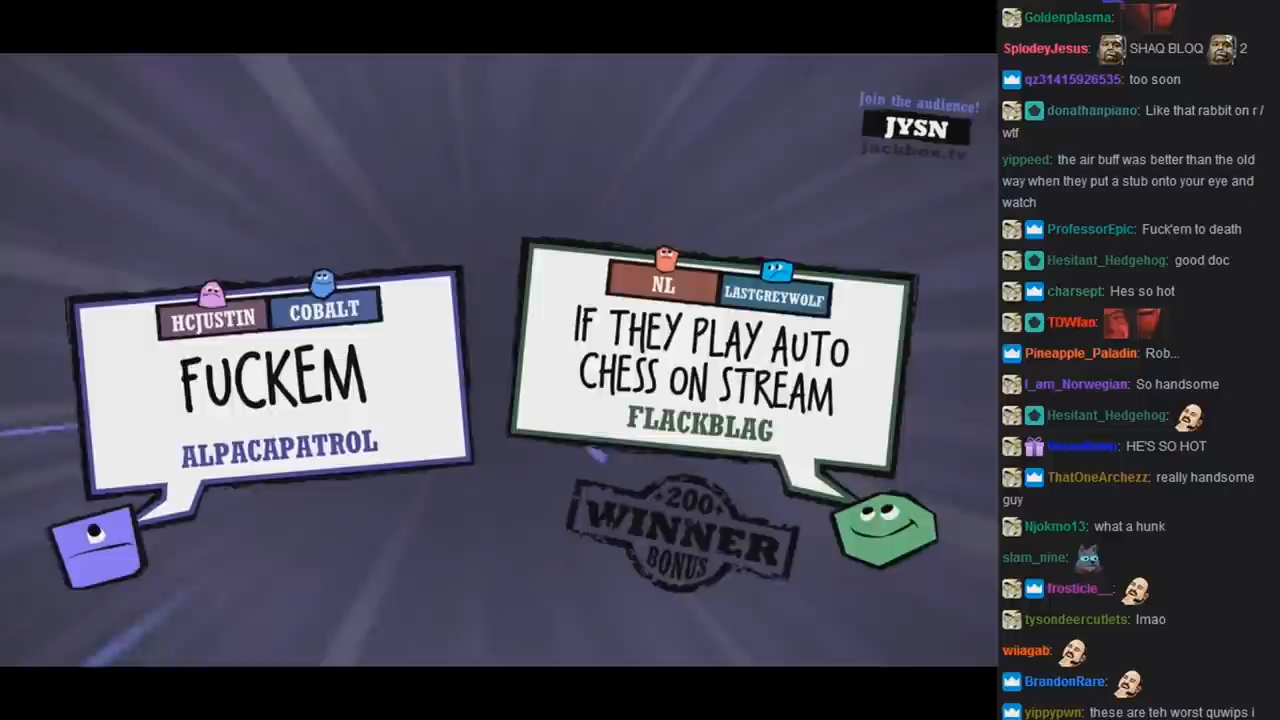 Join the audience!
JYSN
jackbox.tv
HCJUSTIN
COBALT
FUCKEM
ALPACAPATROL
NL
LASTGREYWOLF
IF THEY PLAY AUTO
CHESS ON STREAM
FLACKBLAG
+200+
WINNER
BONUS
Goldenplasma:
SplodeyJesus: SHAQ BLOQ 2
qz31415926535: too soon
donathanpiano: Like that rabbit on r /
wtf
yippeed: the air buff was better than the old
way when they put a stub onto your eye and
watch
ProfessorEpic: Fuck'em to death
Hesitant_Hedgehog: good doc
charsept: Hes so hot
TDWfan:
Pineapple_Paladin: Rob...
I_am_Norwegian: So handsome
Hesitant_Hedgehog:
HE'S SO HOT
ThatOneArchezz: really handsome
guy
Njokmo13: what a hunk
slam_nine:
frosticle__:
tysondeercutlets: lmao
wiiagab:
BrandonRare:
yippypwn: these are teh worst quwips i